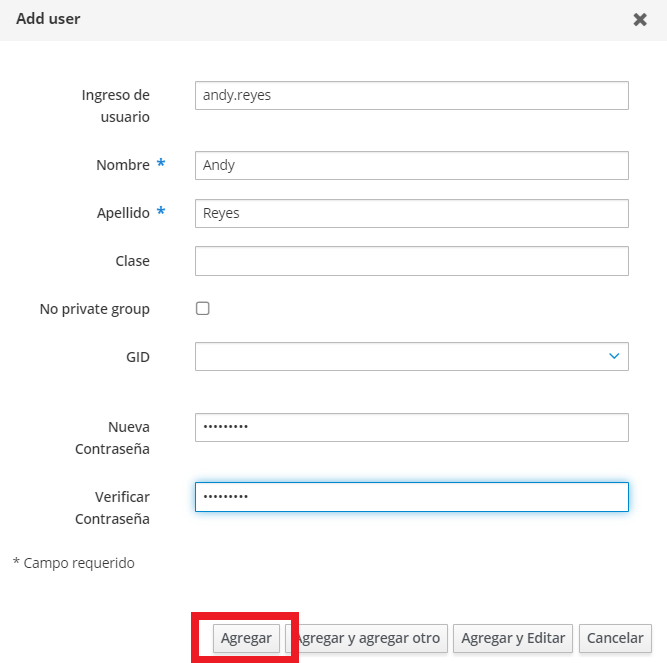 Add user
Ingreso de
usuario
andy.reyes
Nombre *
Andy
Apellido *
Reyes
Clase
No private group
GID
Nueva
Contraseña
•••••••••
Verificar
Contraseña
•••••••••
* Campo requerido
Agregar
Agregar y agregar otro
Agregar y Editar
Cancelar